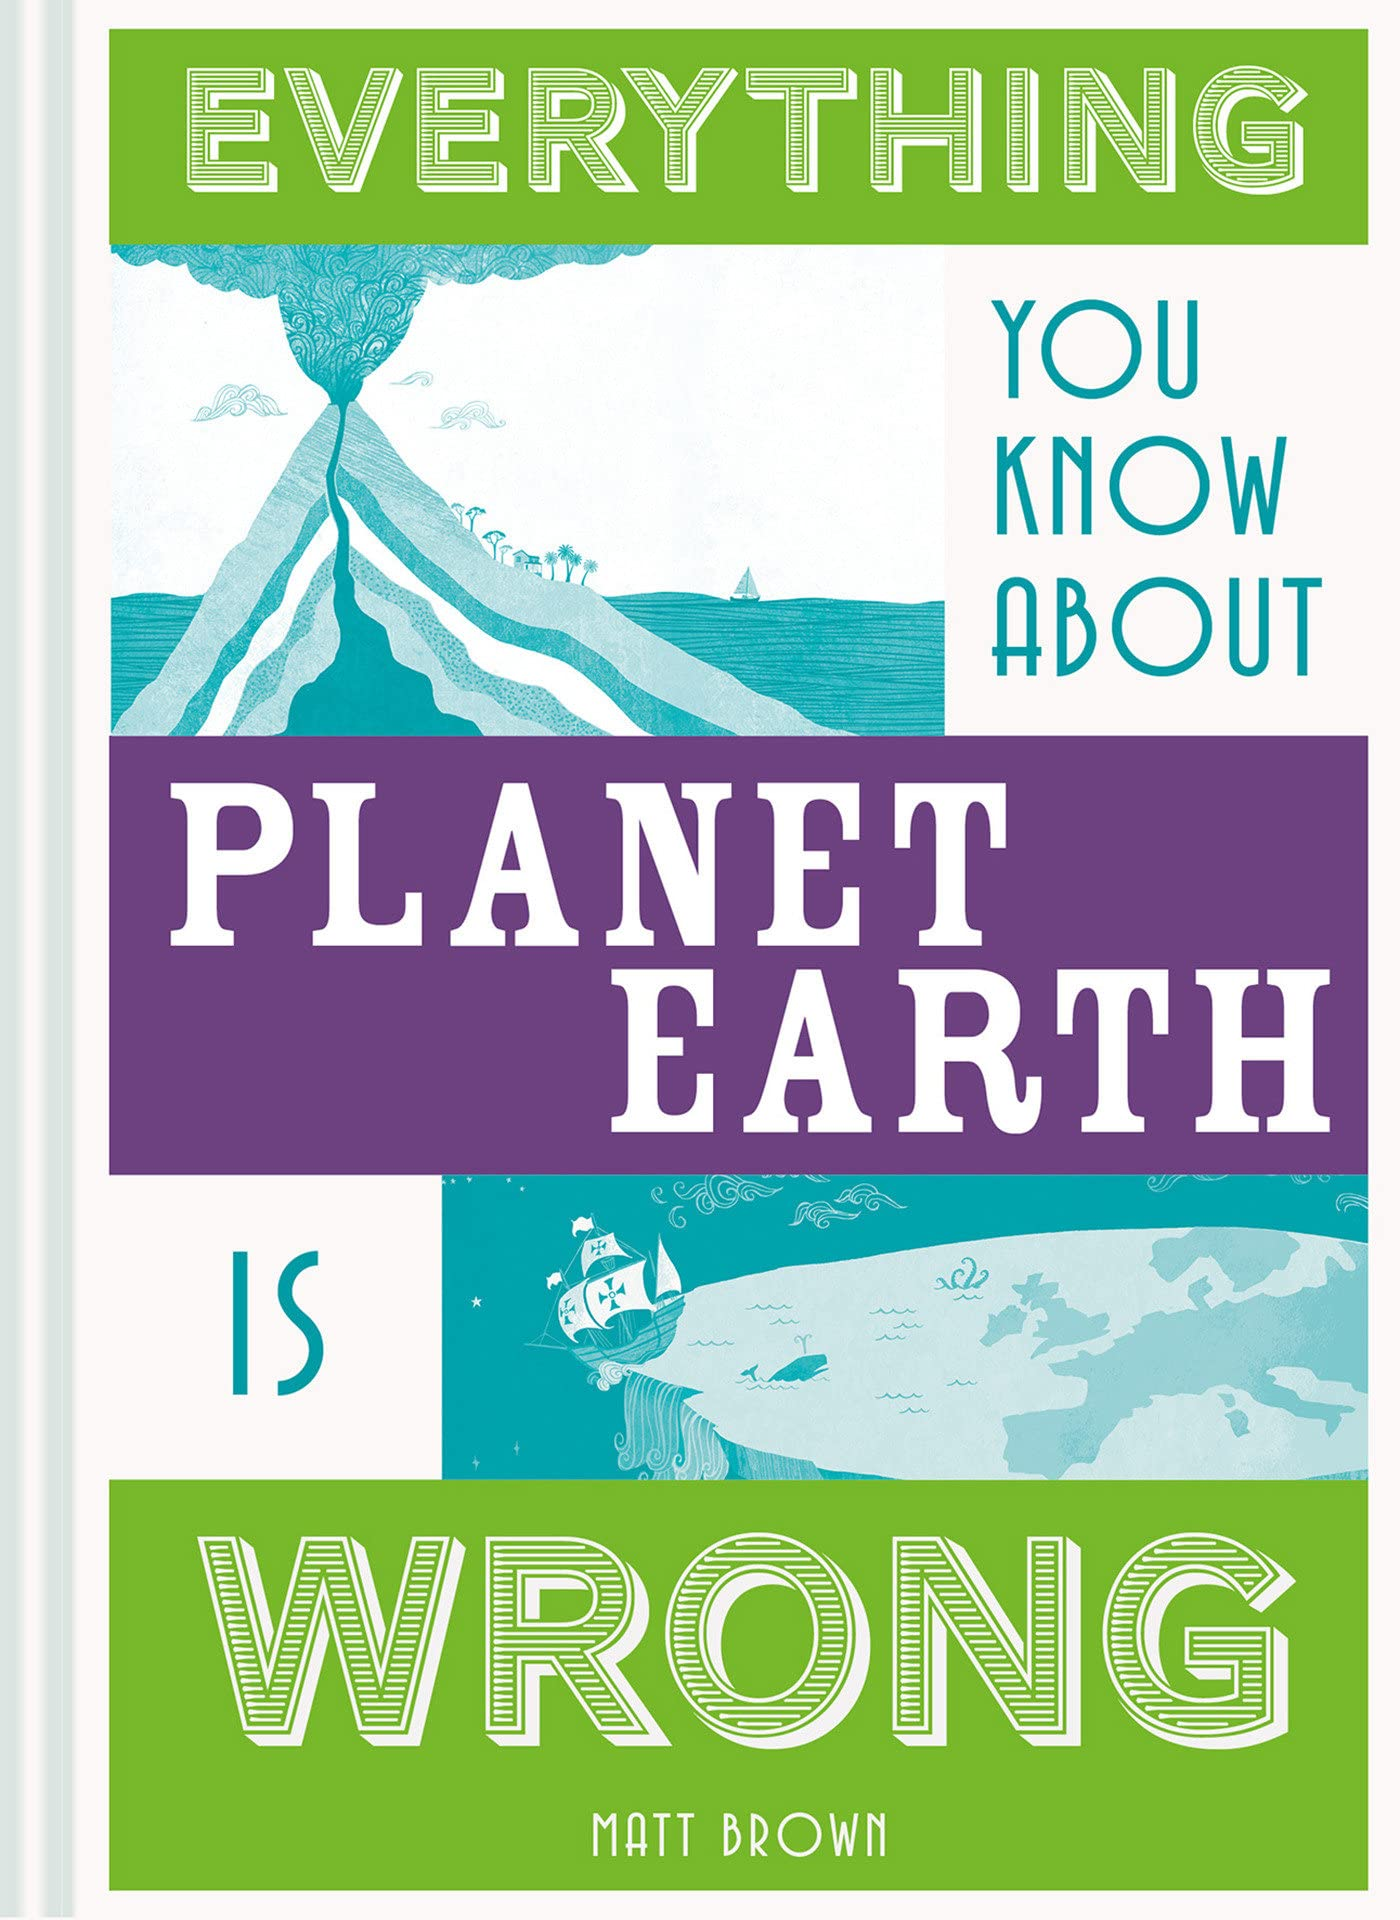 EVERYTHING
YOU
KNOW
ABOUT
PLANET
EARTH
IS
WRONG
MATT BROWN